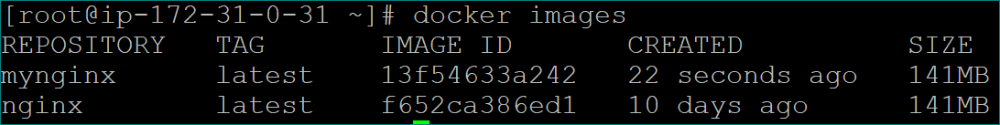 [root@ip-172-31-0-31 ~]# docker images
REPOSITORY TAG IMAGE ID CREATED SIZE
mynginx latest 13f54633a242 22 seconds ago 141MB
nginx latest f652ca386ed1 10 days ago 141MB